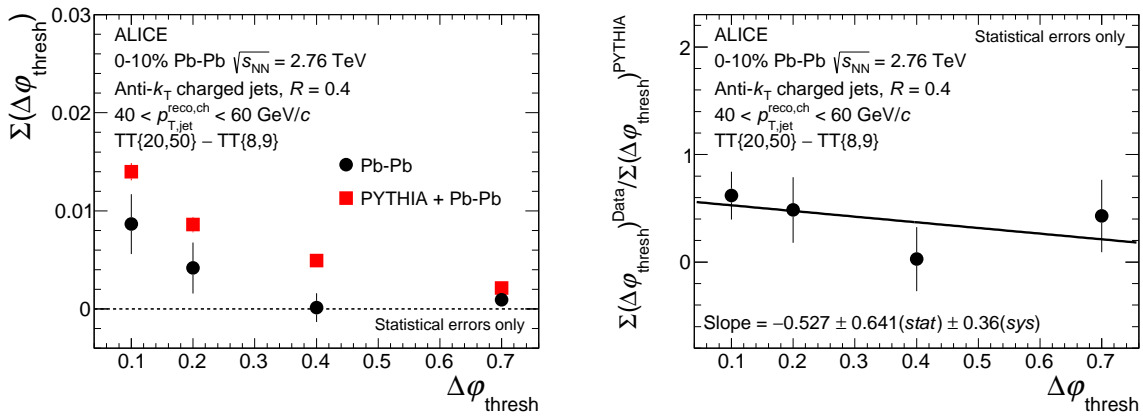 Σ(Δφ_thresh)
0.03
0.02
0.01
0
ALICE
0-10% Pb-Pb √s_NN = 2.76 TeV
Anti-k_T charged jets, R = 0.4
40 < p_T,jet^reco,ch < 60 GeV/c
TT{20,50} − TT{8,9}
Pb-Pb
PYTHIA + Pb-Pb
Statistical errors only
0.1 0.2 0.3 0.4 0.5 0.6 0.7
Δφ_thresh
Σ(Δφ_thresh)^Data/Σ(Δφ_thresh)^PYTHIA
2
1
0
ALICE
Statistical errors only
0-10% Pb-Pb √s_NN = 2.76 TeV
Anti-k_T charged jets, R = 0.4
40 < p_T,jet^reco,ch < 60 GeV/c
TT{20,50} − TT{8,9}
Slope = −0.527 ± 0.641(stat) ± 0.36(sys)
0.1 0.2 0.3 0.4 0.5 0.6 0.7
Δφ_thresh